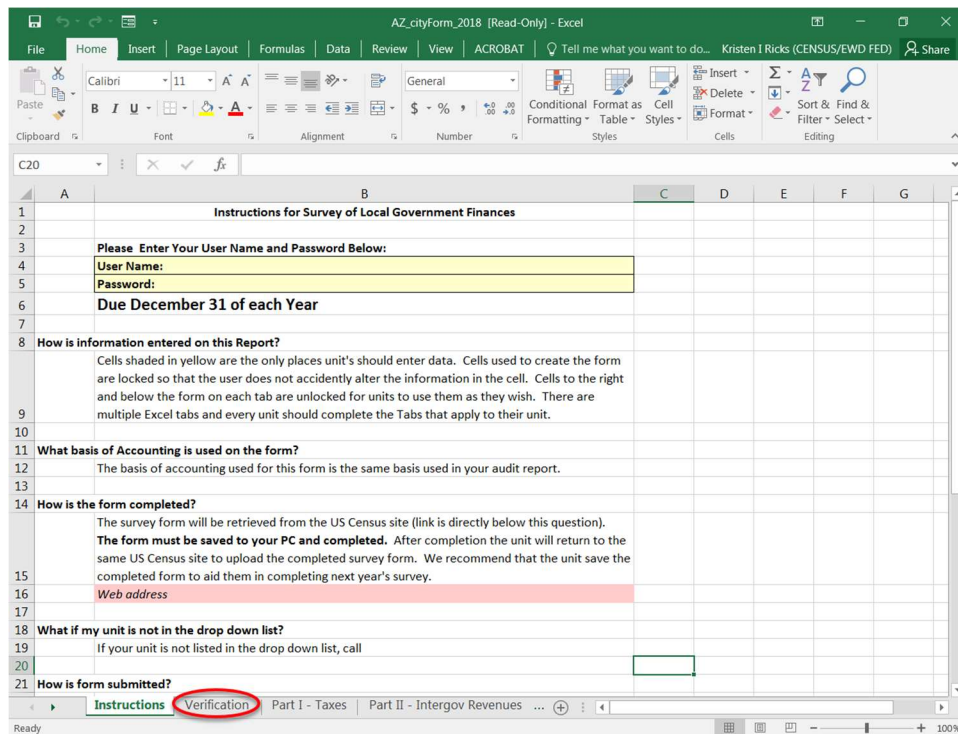 AZ_cityForm_2018 [Read-Only] - Excel
File Home Insert Page Layout Formulas Data Review View ACROBAT Tell me what you want to do... Kristen I Ricks (CENSUS/EWD FED) Share
Paste
Calibri 11
B I U
General
$ % ,
Conditional Formatting
Format as Table
Cell Styles
Insert
Delete
Format
Sort & Filter
Find & Select
Clipboard Font Alignment Number Styles Cells Editing
C20 fx
A B C D E F G
1 Instructions for Survey of Local Government Finances
2
3 Please Enter Your User Name and Password Below:
4 User Name:
5 Password:
6 Due December 31 of each Year
7
8 How is information entered on this Report?
Cells shaded in yellow are the only places unit's should enter data. Cells used to create the form
are locked so that the user does not accidently alter the information in the cell. Cells to the right
and below the form on each tab are unlocked for units to use them as they wish. There are
9 multiple Excel tabs and every unit should complete the Tabs that apply to their unit.
10
11 What basis of Accounting is used on the form?
12 The basis of accounting used for this form is the same basis used in your audit report.
13
14 How is the form completed?
The survey form will be retrieved from the US Census site (link is directly below this question).
The form must be saved to your PC and completed. After completion the unit will return to the
same US Census site to upload the completed survey form. We recommend that the unit save the
15 completed form to aid them in completing next year's survey.
16 Web address
17
18 What if my unit is not in the drop down list?
19 If your unit is not listed in the drop down list, call
20
21 How is form submitted?
Instructions Verification Part I - Taxes Part II - Intergov Revenues ...
Ready 100%